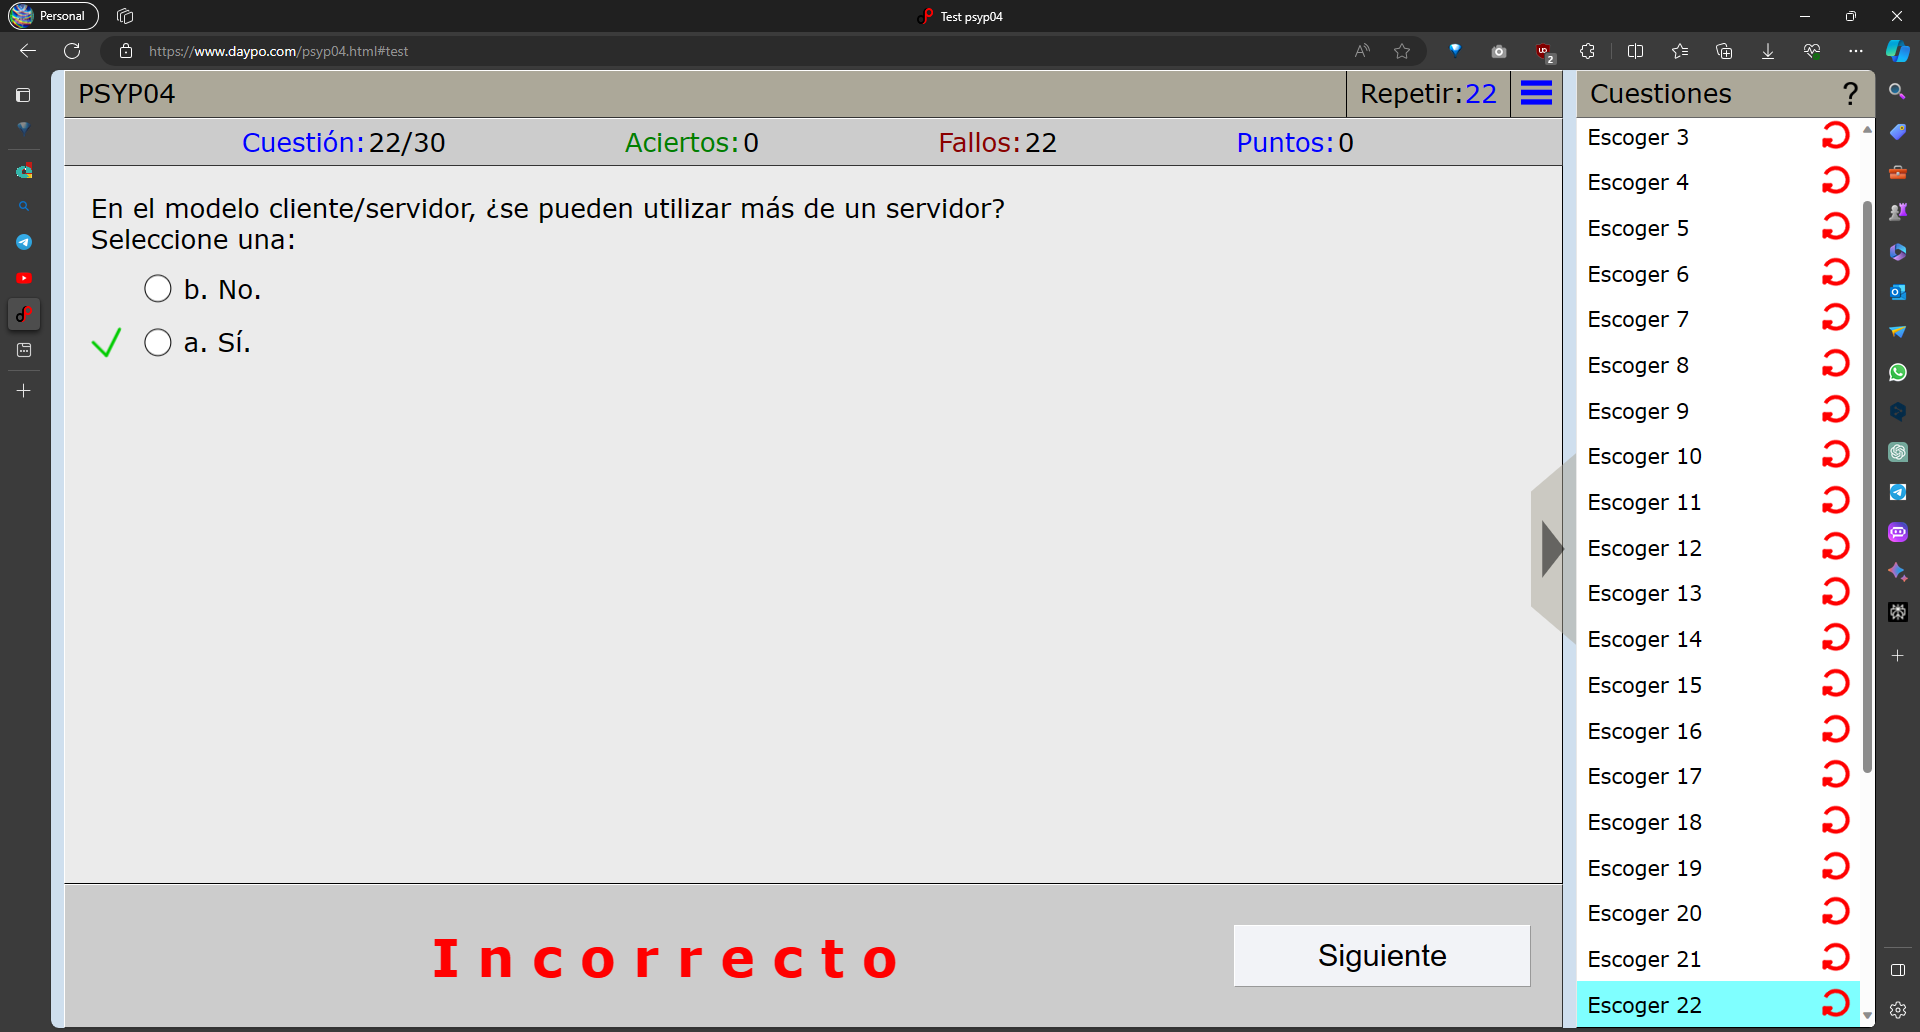 Personal
Test psyp04
https://www.daypo.com/psyp04.html#test
2
PSYP04
Repetir:22
Cuestiones
?
Cuestión:22/30
Aciertos:0
Fallos:22
Puntos:0
En el modelo cliente/servidor, ¿se pueden utilizar más de un servidor?
Seleccione una:
b. No.
a. Sí.
Incorrecto
Siguiente
Escoger 3
Escoger 4
Escoger 5
Escoger 6
Escoger 7
Escoger 8
Escoger 9
Escoger 10
Escoger 11
Escoger 12
Escoger 13
Escoger 14
Escoger 15
Escoger 16
Escoger 17
Escoger 18
Escoger 19
Escoger 20
Escoger 21
Escoger 22